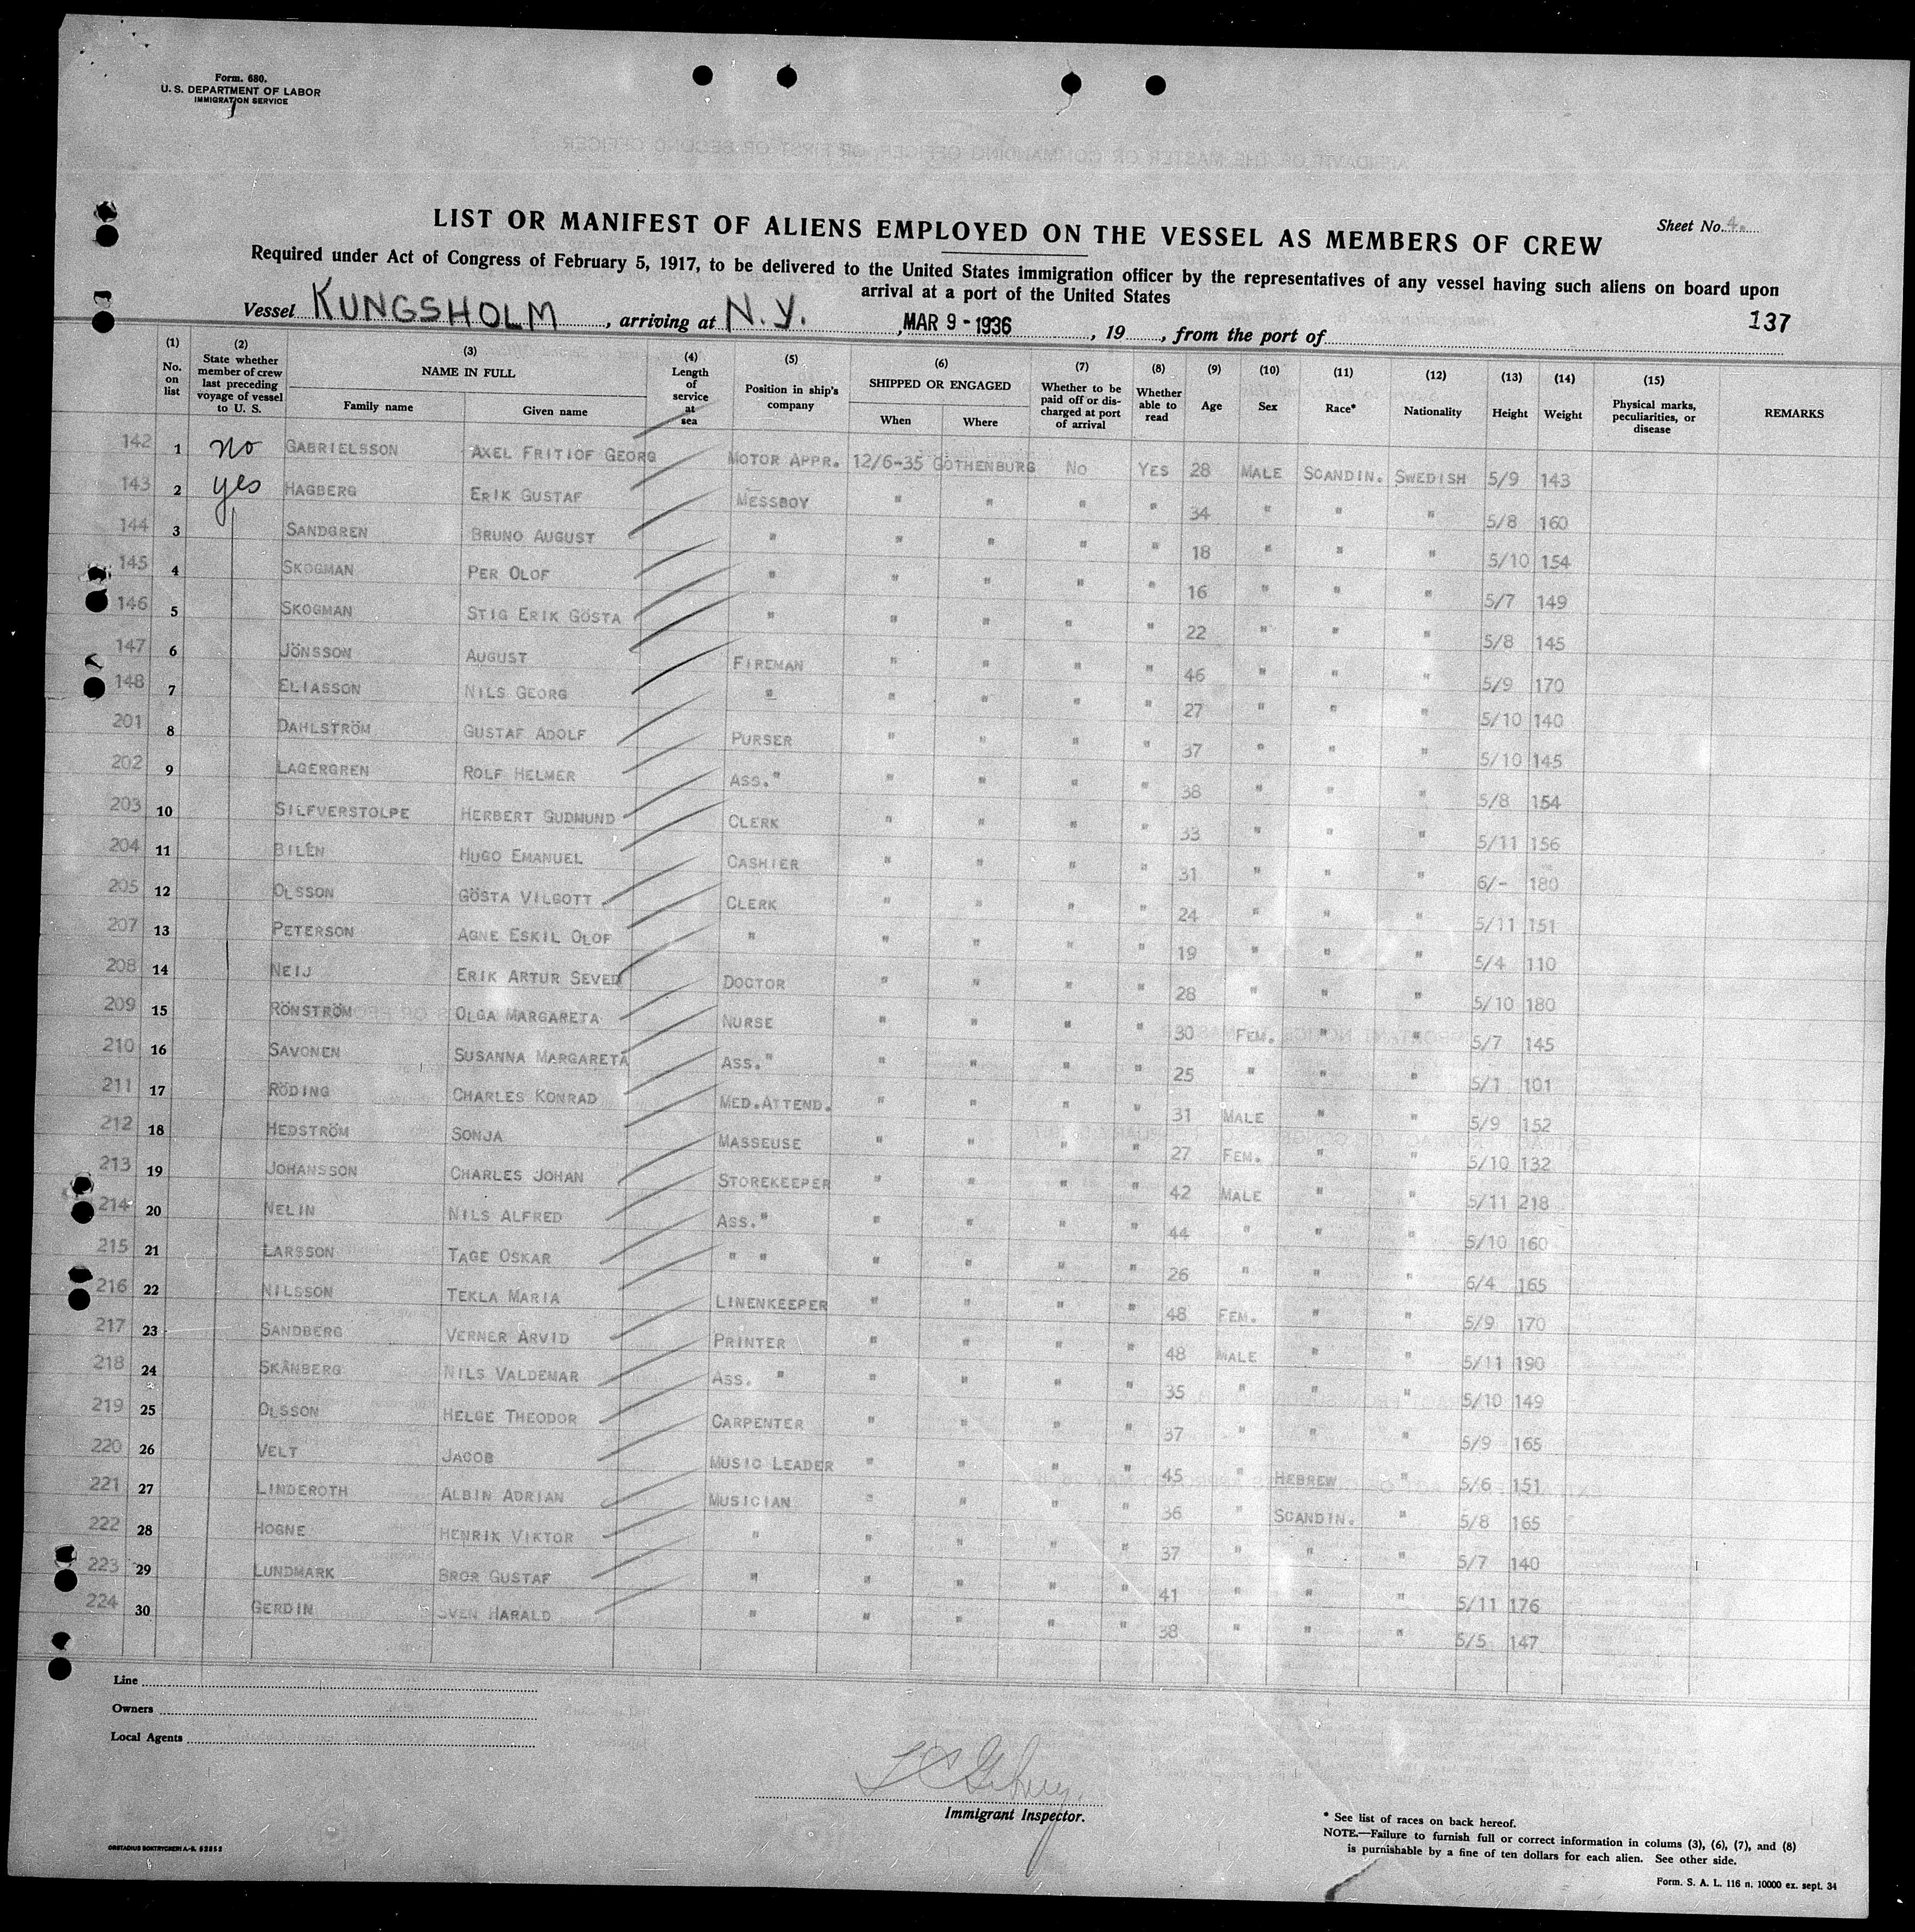 Form. 680.
U. S. DEPARTMENT OF LABOR
IMMIGRATION SERVICE
LIST OR MANIFEST OF ALIENS EMPLOYED ON THE VESSEL AS MEMBERS OF CREW
Sheet No. 4
Required under Act of Congress of February 5, 1917, to be delivered to the United States immigration officer by the representatives of any vessel having such aliens on board upon
arrival at a port of the United States
Vessel KUNGSHOLM, arriving at N.Y., MAR 9 - 1936, 19, from the port of
137
(1) No. on list (2) State whether member of crew last preceding voyage of vessel to U. S. (3) NAME IN FULL Family name Given name (4) Length of service at sea (5) Position in ship's company (6) SHIPPED OR ENGAGED When Where (7) Whether to be paid off or discharged at port of arrival (8) Whether able to read (9) Age (10) Sex (11) Race* (12) Nationality (13) Height (14) Weight (15) Physical marks, peculiarities, or disease REMARKS
142 1 no GABRIELSSON AXEL FRITIOF GEORG MOTOR APPR. 12/6-35 GOTHENBURG NO YES 28 MALE SCANDIN. SWEDISH 5/9 143
143 2 yes HAGBERG ERIK GUSTAF MESSBOY " " " " 34 " " " 5/8 160
144 3 SANDGREN BRUNO AUGUST " " " " " 18 " " " 5/10 154
145 4 SKOGMAN PER OLOF " " " " " 16 " " " 5/7 149
146 5 SKOGMAN STIG ERIK GÖSTA " " " " " 22 " " " 5/8 145
147 6 JÖNSSON AUGUST FIREMAN " " " " 46 " " " 5/9 170
148 7 ELIASSON NILS GEORG " " " " " 27 " " " 5/10 140
201 8 DAHLSTRÖM GUSTAF ADOLF PURSER " " " " 37 " " " 5/10 145
202 9 LAGERGREN ROLF HELMER ASS." " " " " 38 " " " 5/8 154
203 10 SILFVERSTOLPE HERBERT GUDMUND CLERK " " " " 33 " " " 5/11 156
204 11 BILÉN HUGO EMANUEL CASHIER " " " " 31 " " " 6/- 180
205 12 OLSSON GÖSTA VILGOTT CLERK " " " " 24 " " " 5/11 151
207 13 PETERSON AGNE ESKIL OLOF " " " " " 19 " " " 5/4 110
208 14 NEIJ ERIK ARTUR SEVED DOCTOR " " " " 28 " " " 5/10 180
209 15 RÖNSTRÖM OLGA MARGARETA NURSE " " " " 30 FEM. " " 5/7 145
210 16 SAVONEN SUSANNA MARGARETA ASS." " " " " 25 " " " 5/1 101
211 17 RÖDING CHARLES KONRAD MED.ATTEND. " " " " 31 MALE " " 5/9 152
212 18 HEDSTRÖM SONJA MASSEUSE " " " " 27 FEM. " " 5/10 132
213 19 JOHANSSON CHARLES JOHAN STOREKEEPER " " " " 42 MALE " " 5/11 218
214 20 NELIN NILS ALFRED ASS." " " " " 44 " " " 5/10 160
215 21 LARSSON TAGE OSKAR " " " " " " 26 " " " 6/4 165
216 22 NILSSON TEKLA MARIA LINENKEEPER " " " " 48 FEM. " " 5/9 170
217 23 SANDBERG VERNER ARVID PRINTER " " " " 48 MALE " " 5/11 190
218 24 SKÅNBERG NILS VALDEMAR ASS. " " " " " 35 " " " 5/10 149
219 25 OLSSON HELGE THEODOR CARPENTER " " " " 37 " " " 5/9 165
220 26 VELT JACOB MUSIC LEADER " " " " 45 " HEBREW " 5/6 151
221 27 LINDEROTH ALBIN ADRIAN MUSICIAN " " " " 36 " SCANDIN. " 5/8 165
222 28 HOGNE HENRIK VIKTOR " " " " " 37 " " " 5/7 140
223 29 LUNDMARK BROR GUSTAF " " " " " 41 " " " 5/11 176
224 30 GERDIN SVEN HARALD " " " " " 38 " " " 5/5 147
Line
Owners
Local Agents
Immigrant Inspector.
* See list of races on back hereof.
NOTE.—Failure to furnish full or correct information in colums (3), (6), (7), and (8)
is purnishable by a fine of ten dollars for each alien. See other side.
Form. S. A. L. 116 n. 10000 ex. sept. 34